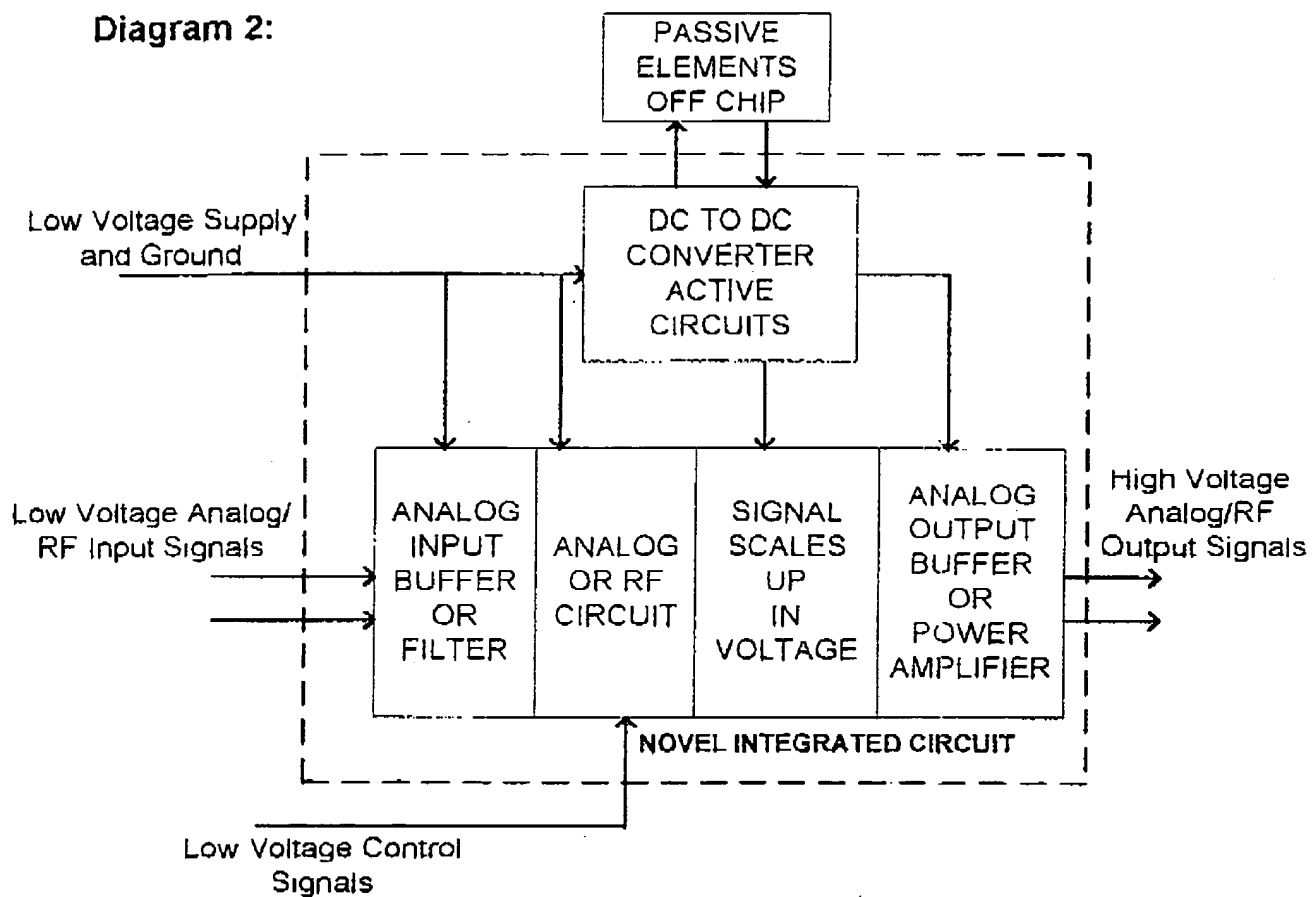 Diagram 2:
PASSIVE
ELEMENTS
OFF CHIP
Low Voltage Supply
and Ground
DC TO DC
CONVERTER
ACTIVE
CIRCUITS
Low Voltage Analog/
RF Input Signals
ANALOG
INPUT
BUFFER
OR
FILTER
ANALOG
OR RF
CIRCUIT
SIGNAL
SCALES
UP
IN
VOLTAGE
ANALOG
OUTPUT
BUFFER
OR
POWER
AMPLIFIER
High Voltage
Analog/RF
Output Signals
NOVEL INTEGRATED CIRCUIT
Low Voltage Control
Signals